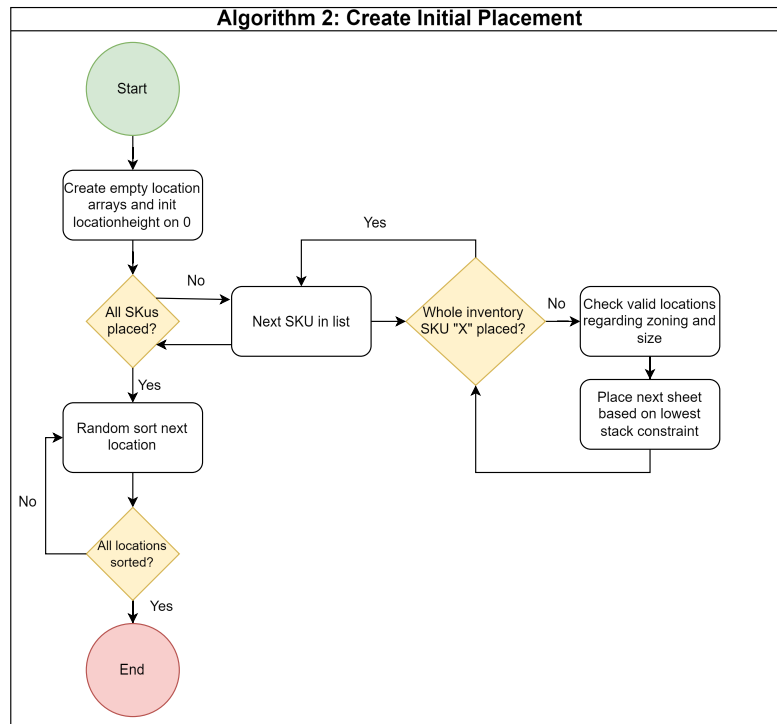 Algorithm 2: Create Initial Placement
Start
Create empty location
arrays and init
locationheight on 0
All SKus
placed?
No
Yes
Next SKU in list
Yes
Whole inventory
SKU "X" placed?
No
Check valid locations
regarding zoning and
size
Place next sheet
based on lowest
stack constraint
Random sort next
location
No
All locations
sorted?
Yes
End